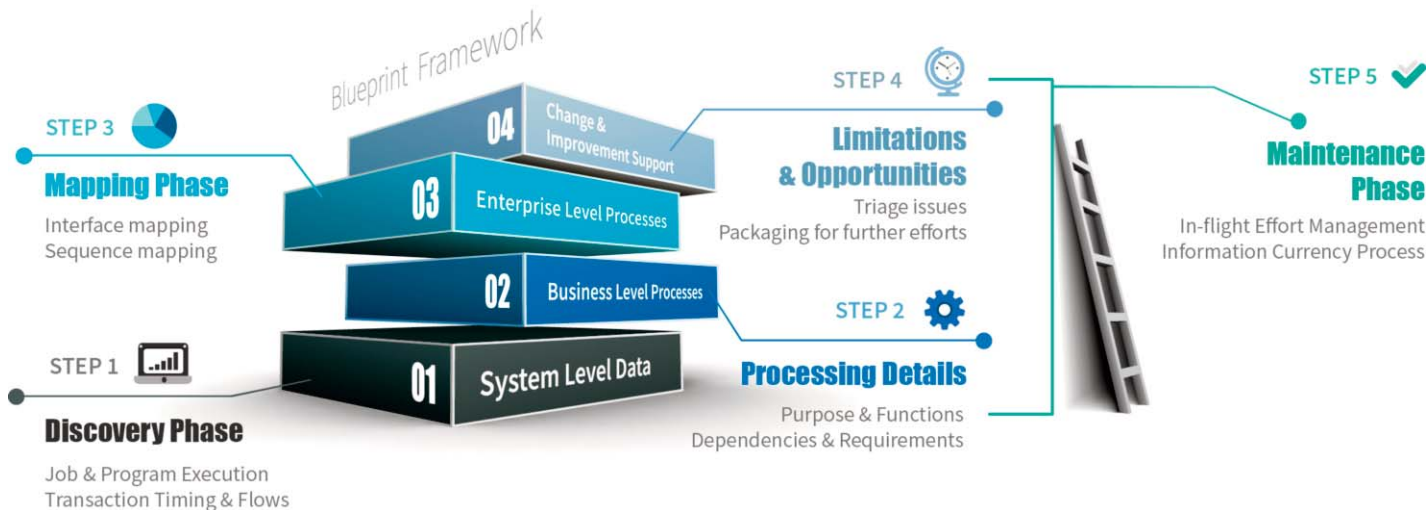 Blueprint Framework
STEP 1
Discovery Phase
Job & Program Execution
Transaction Timing & Flows
01
System Level Data
STEP 2
Processing Details
Purpose & Functions
Dependencies & Requirements
02
Business Level Processes
STEP 3
Mapping Phase
Interface mapping
Sequence mapping
03
Enterprise Level Processes
STEP 4
Limitations
& Opportunities
Triage issues
Packaging for further efforts
04
Change &
Improvement Support
STEP 5
Maintenance
Phase
In-flight Effort Management
Information Currency Process